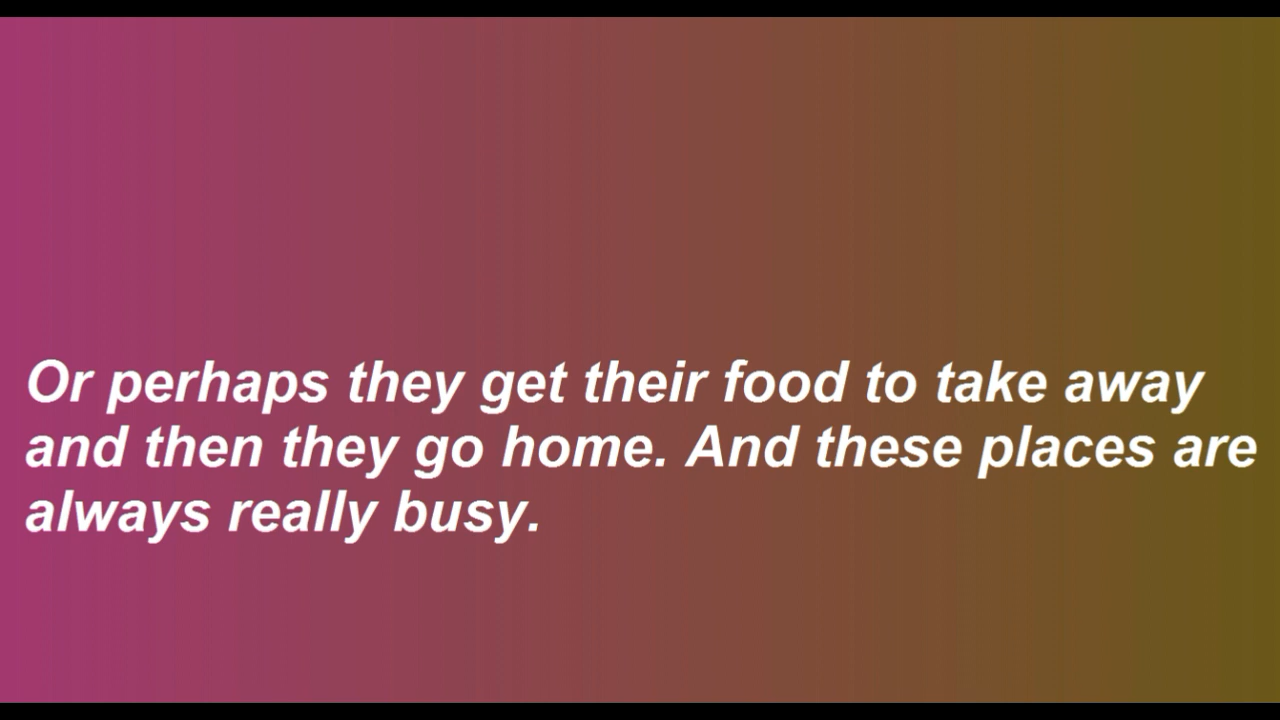 Or perhaps they get their food to take away
and then they go home. And these places are
always really busy.